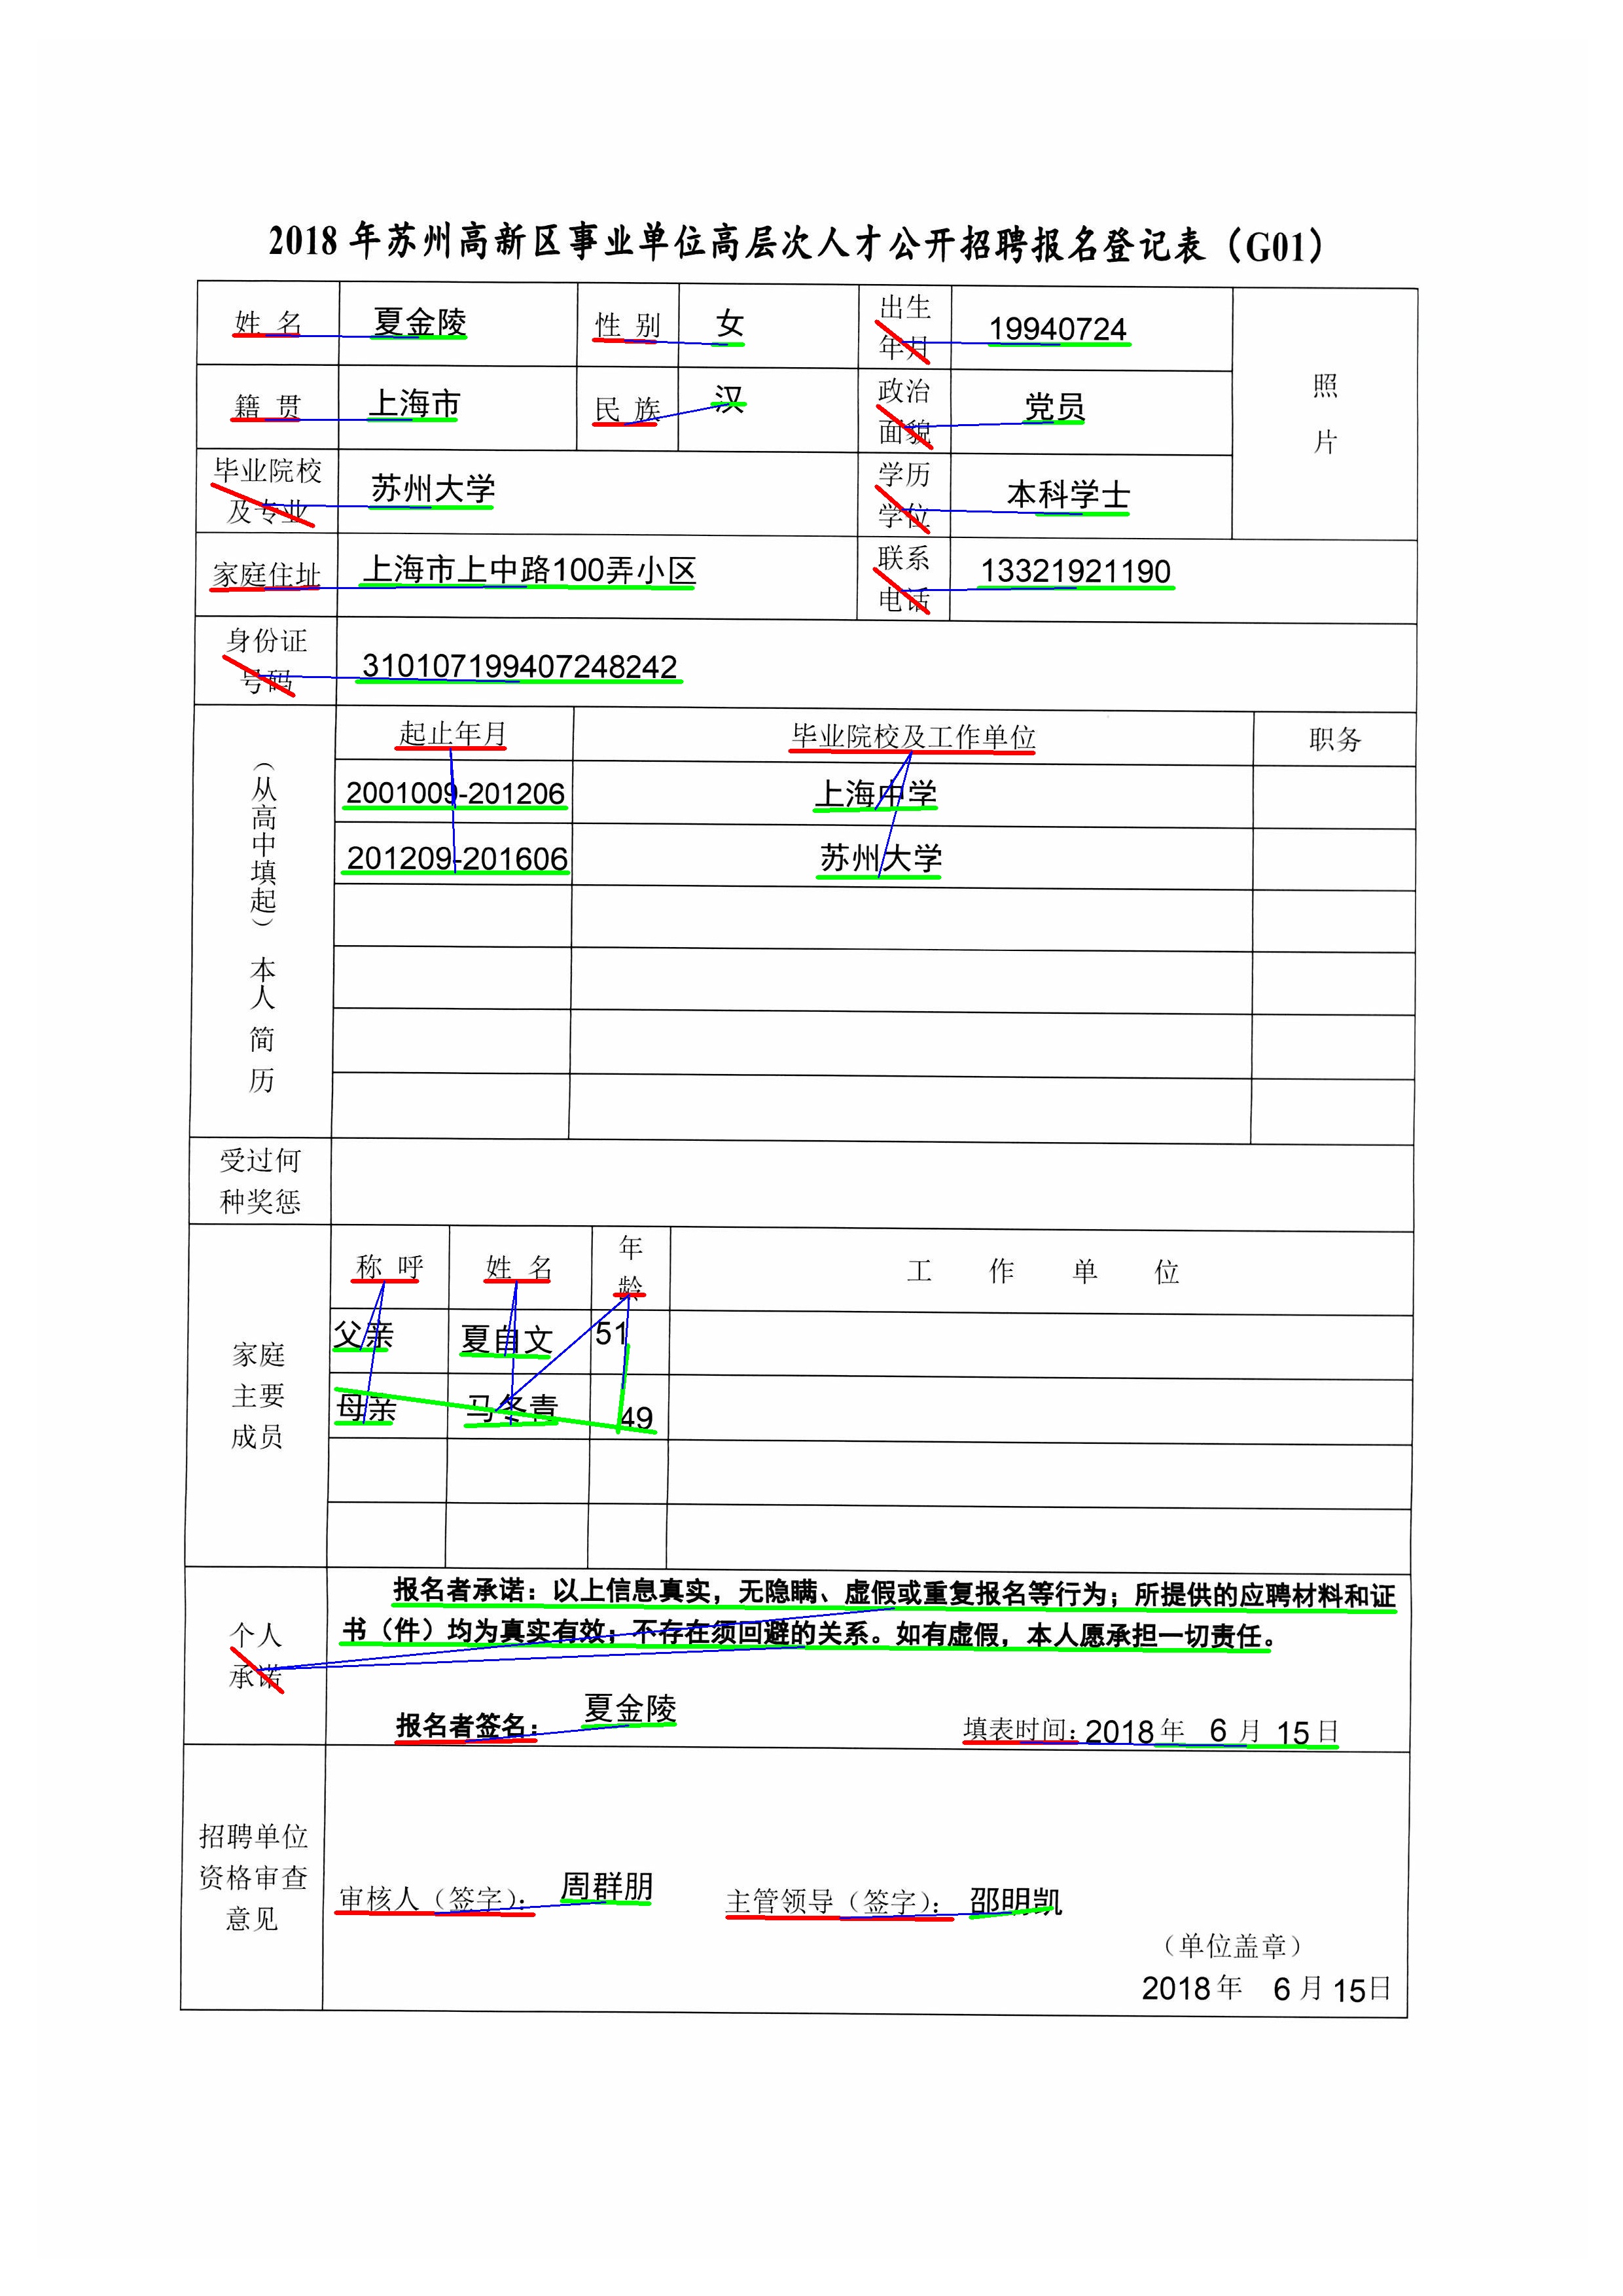 2018 年苏州高新区事业单位高层次人才公开招聘报名登记表（G01）
姓 名 夏金陵 性 别 女 出生年月 19940724 照片
籍 贯 上海市 民 族 汉 政治面貌 党员
毕业院校及专业 苏州大学 学历学位 本科学士
家庭住址 上海市上中路100弄小区 联系电话 13321921190
身份证号码 310107199407248242
（从高中填起）本人简历
起止年月 毕业院校及工作单位 职务
2001009-201206 上海中学
201209-201606 苏州大学
受过何种奖惩
家庭主要成员
称 呼 姓 名 年龄 工 作 单 位
父亲 夏自文 51
母亲 马冬青 49
个人承诺
报名者承诺：以上信息真实，无隐瞒、虚假或重复报名等行为；所提供的应聘材料和证
书（件）均为真实有效；不存在须回避的关系。如有虚假，本人愿承担一切责任。
报名者签名： 夏金陵 填表时间：2018年 6 月 15日
招聘单位资格审查意见
审核人（签字）： 周群朋 主管领导（签字）： 邵明凯
（单位盖章）
2018年 6 月 15日